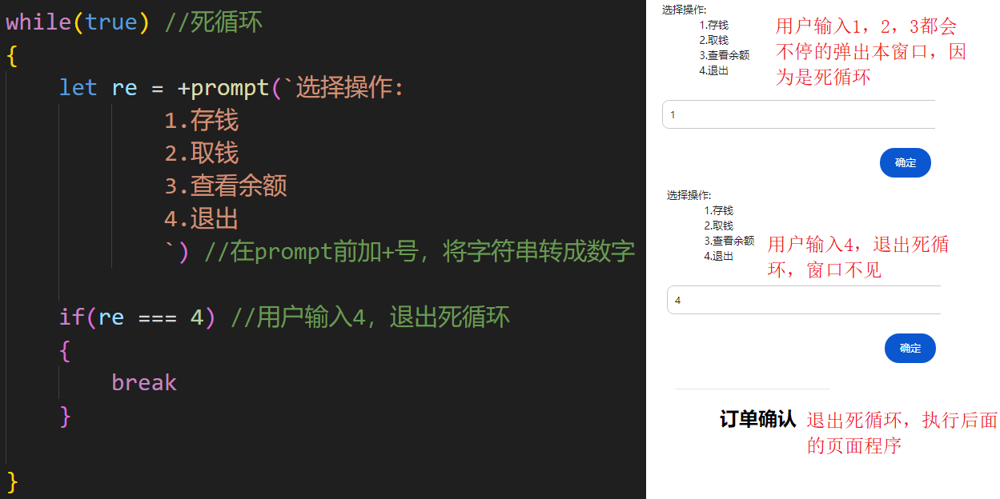 while(true) //死循环
{
let re = +prompt(`选择操作:
1.存钱
2.取钱
3.查看余额
4.退出
`) //在prompt前加+号，将字符串转成数字
if(re === 4) //用户输入4，退出死循环
{
break
}
}
选择操作:
1.存钱
2.取钱
3.查看余额
4.退出
用户输入1，2，3都会
不停的弹出本窗口，因
为是死循环
1
确定
选择操作:
1.存钱
2.取钱
3.查看余额
4.退出
用户输入4，退出死循
环，窗口不见
4
确定
订单确认
退出死循环，执行后面
的页面程序